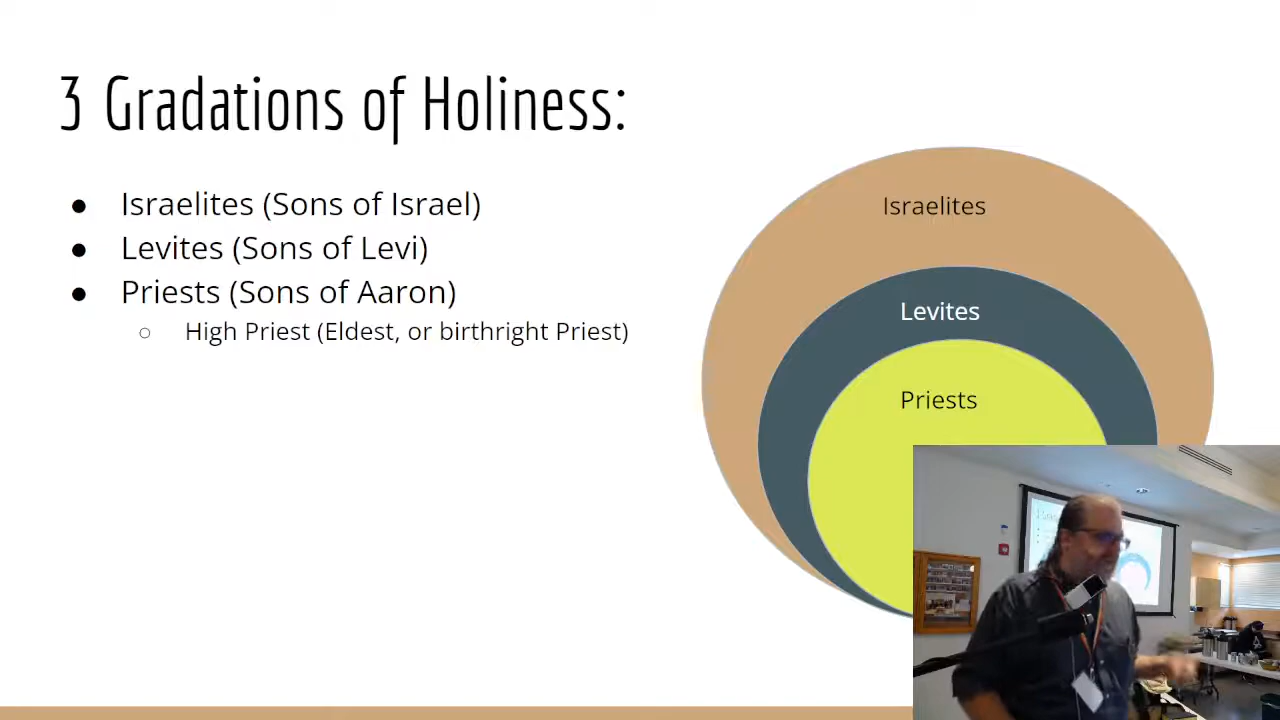 3 Gradations of Holiness:
● Israelites (Sons of Israel)
● Levites (Sons of Levi)
● Priests (Sons of Aaron)
○ High Priest (Eldest, or birthright Priest)
Israelites
Levites
Priests